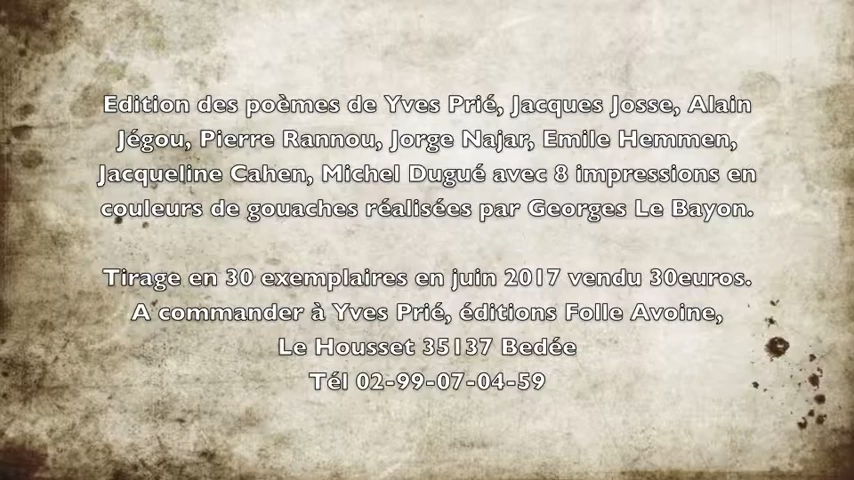 Edition des poèmes de Yves Prié, Jacques Josse, Alain
Jégou, Pierre Rannou, Jorge Najar, Emile Hemmen,
Jacqueline Cahen, Michel Dugué avec 8 impressions en
couleurs de gouaches réalisées par Georges Le Bayon.
Tirage en 30 exemplaires en juin 2017 vendu 30euros.
A commander à Yves Prié, éditions Folle Avoine,
Le Housset 35137 Bedée
Tél 02-99-07-04-59